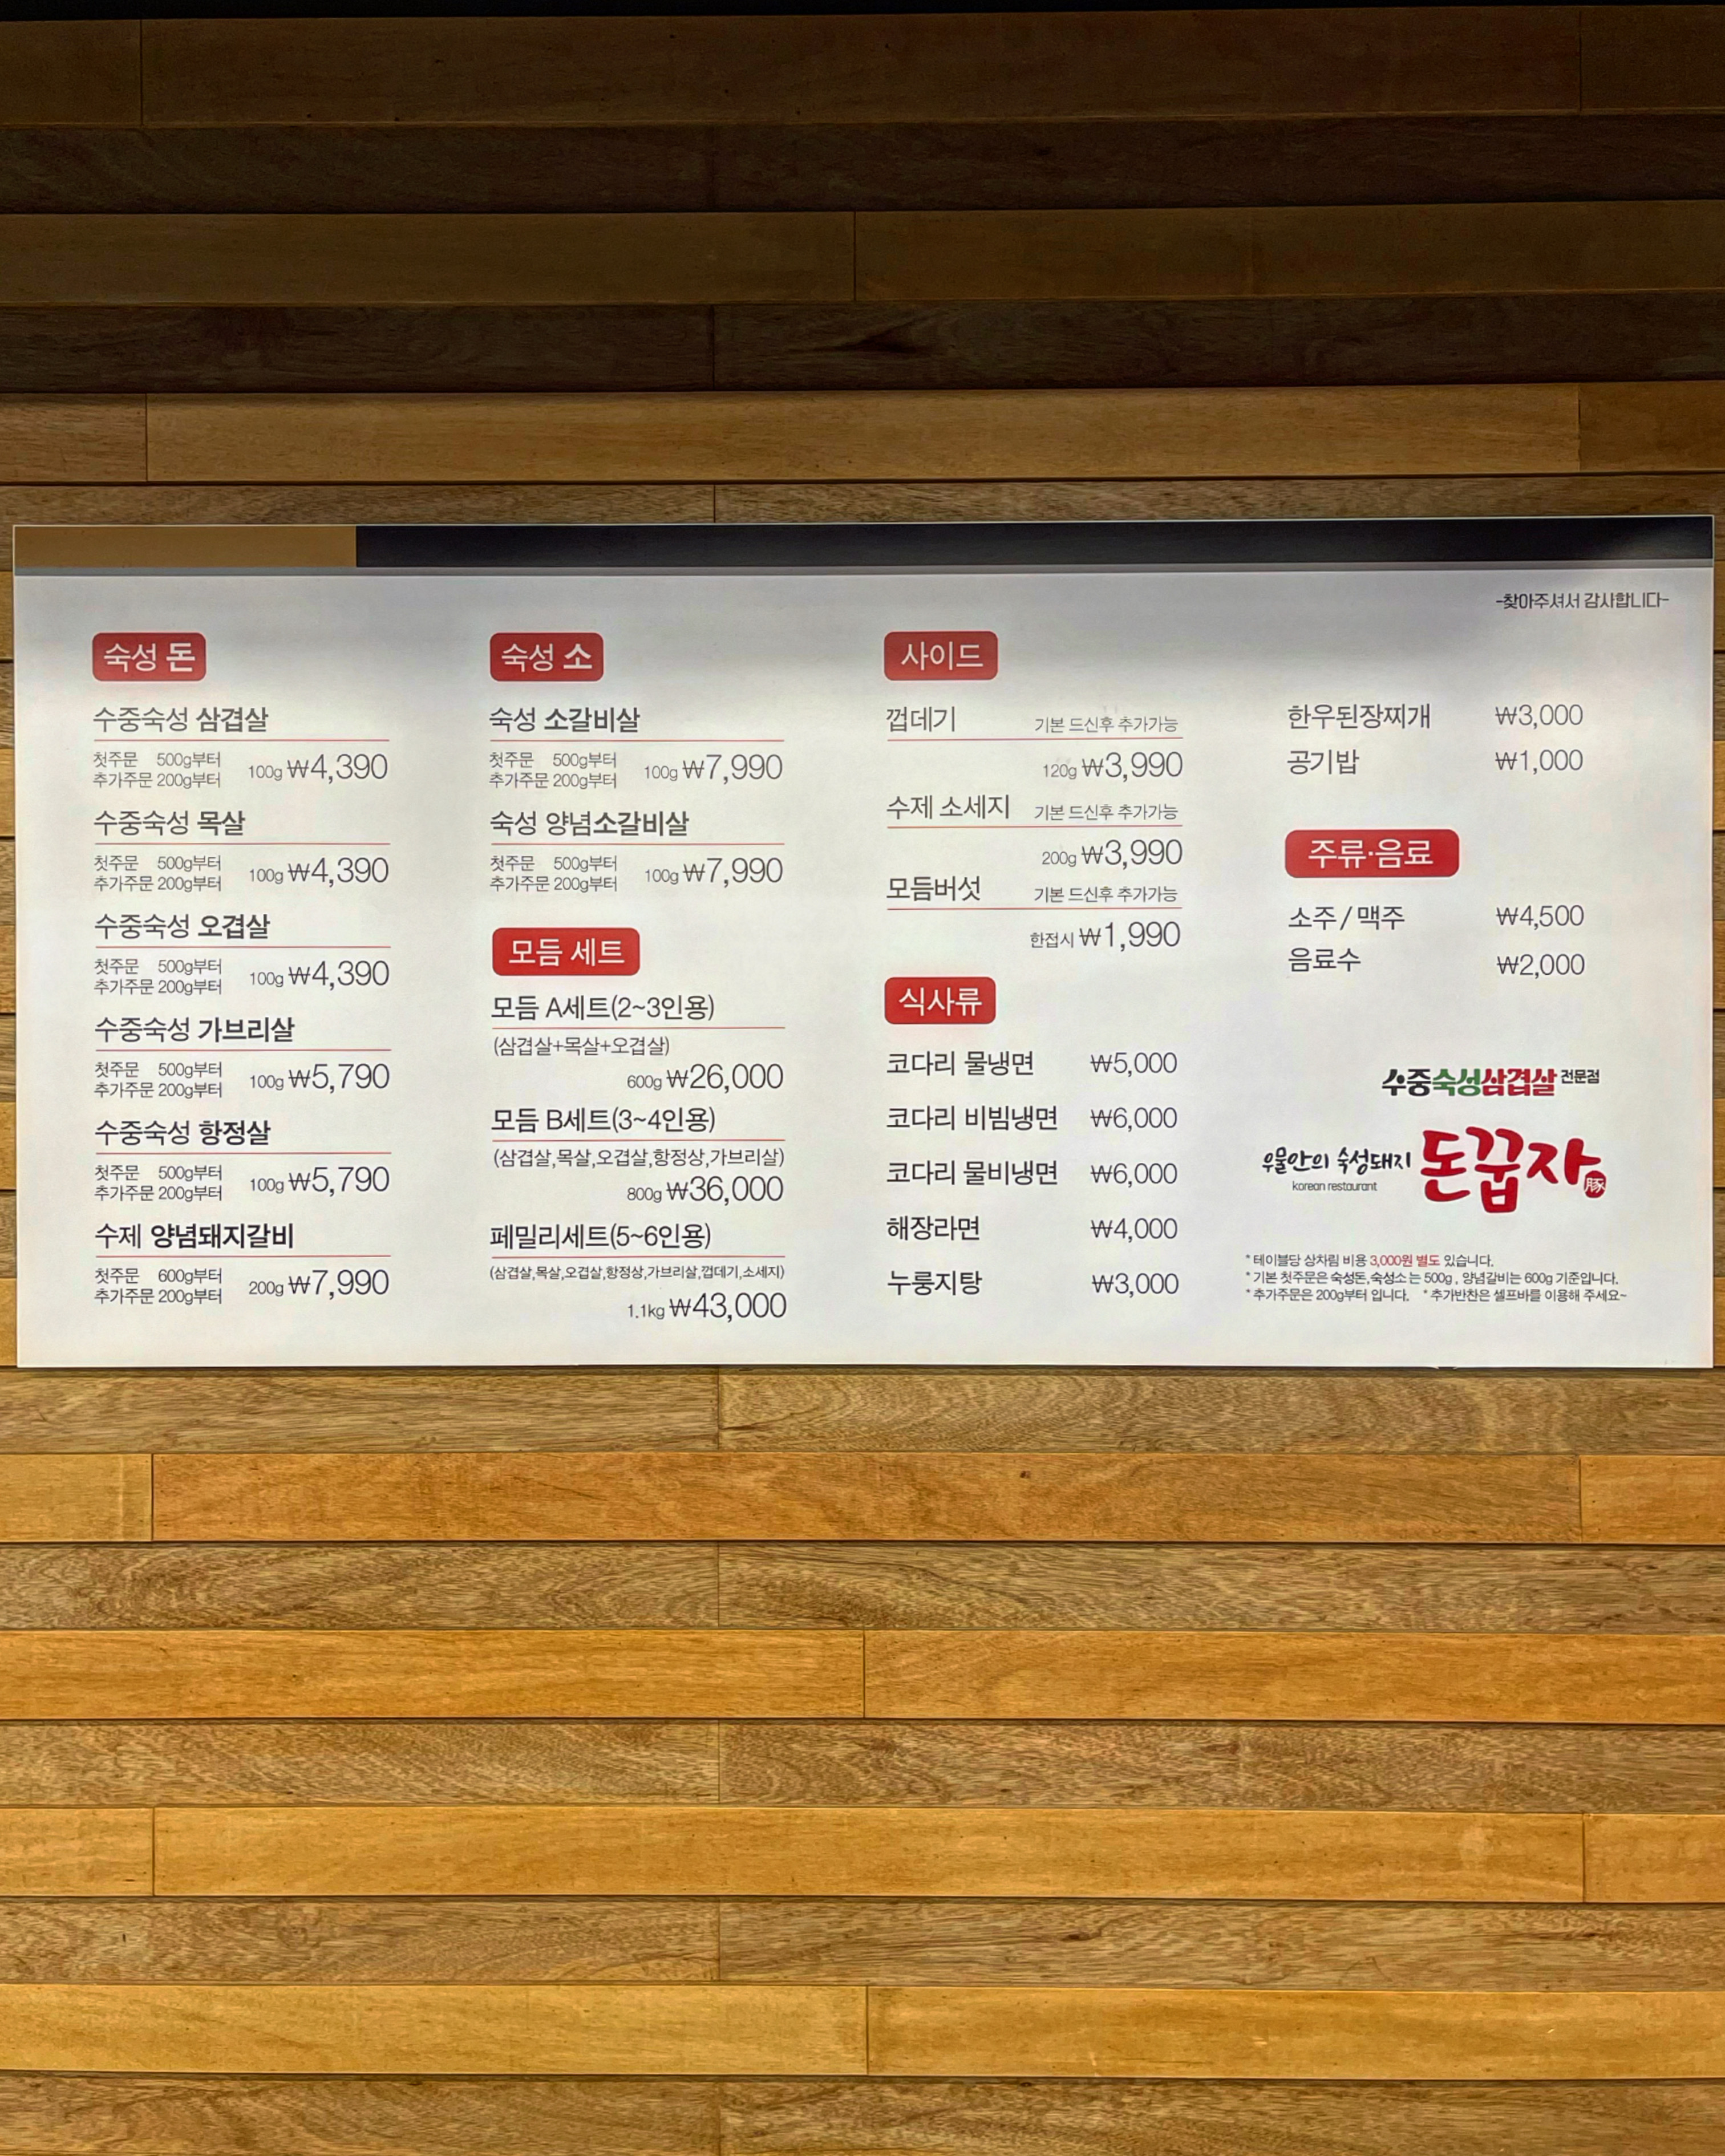 -찾아주셔서 감사합니다-
숙성 돈
수중숙성 삼겹살
첫주문 500g부터
추가주문 200g부터
100g ₩4,390
수중숙성 목살
첫주문 500g부터
추가주문 200g부터
100g ₩4,390
수중숙성 오겹살
첫주문 500g부터
추가주문 200g부터
100g ₩4,390
수중숙성 가브리살
첫주문 500g부터
추가주문 200g부터
100g ₩5,790
수중숙성 항정살
첫주문 500g부터
추가주문 200g부터
100g ₩5,790
수제 양념돼지갈비
첫주문 600g부터
추가주문 200g부터
200g ₩7,990
숙성 소
숙성 소갈비살
첫주문 500g부터
추가주문 200g부터
100g ₩7,990
숙성 양념소갈비살
첫주문 500g부터
추가주문 200g부터
100g ₩7,990
모듬 세트
모듬 A세트(2~3인용)
(삼겹살+목살+오겹살)
600g ₩26,000
모듬 B세트(3~4인용)
(삼겹살,목살,오겹살,항정상,가브리살)
800g ₩36,000
페밀리세트(5~6인용)
(삼겹살,목살,오겹살,항정상,가브리살,껍데기,소세지)
1.1kg ₩43,000
사이드
껍데기 기본 드신후 추가가능
120g ₩3,990
수제 소세지 기본 드신후 추가가능
200g ₩3,990
모듬버섯 기본 드신후 추가가능
한접시 ₩1,990
식사류
코다리 물냉면 ₩5,000
코다리 비빔냉면 ₩6,000
코다리 물비냉면 ₩6,000
해장라면 ₩4,000
누룽지탕 ₩3,000
한우된장찌개 ₩3,000
공기밥 ₩1,000
주류·음료
소주 / 맥주 ₩4,500
음료수 ₩2,000
수중숙성삼겹살 전문점
우물안의 숙성돼지 돈꿉자 豚
korean restaurant
* 테이블당 상차림 비용 3,000원 별도 있습니다.
* 기본 첫주문은 숙성돈,숙성소 는 500g , 양념갈비는 600g 기준입니다.
* 추가주문은 200g부터 입니다. * 추가반찬은 셀프바를 이용해 주세요~